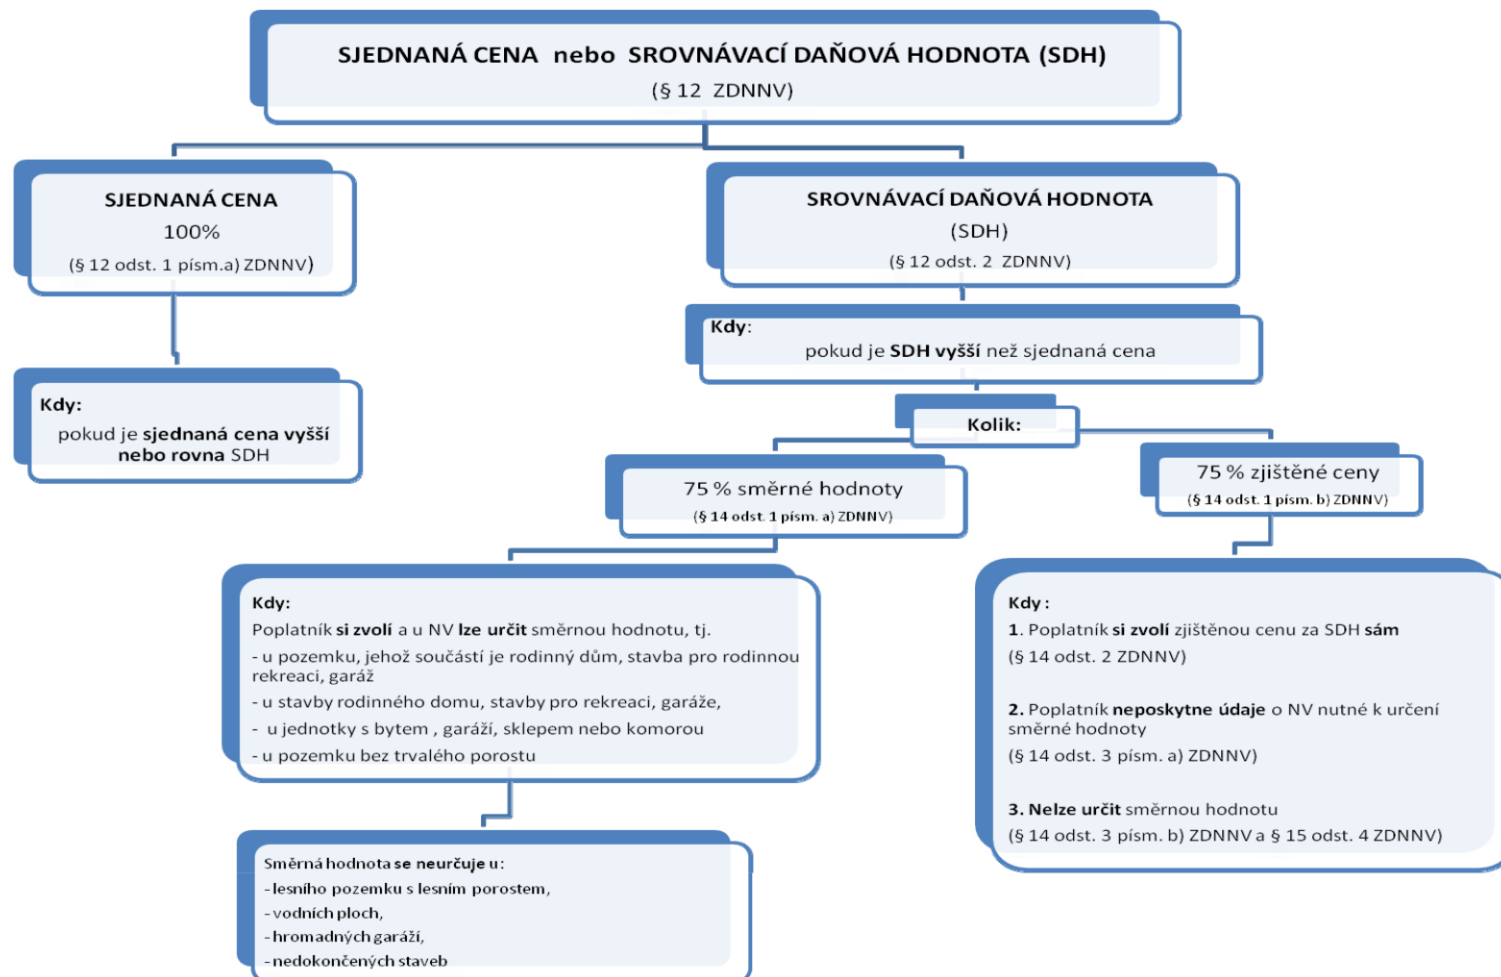 SJEDNANÁ CENA nebo SROVNÁVACÍ DAŇOVÁ HODNOTA (SDH)
(§ 12 ZDNNV)
SJEDNANÁ CENA
100%
(§ 12 odst. 1 písm.a) ZDNNV)
Kdy:
pokud je sjednaná cena vyšší
nebo rovna SDH
SROVNÁVACÍ DAŇOVÁ HODNOTA
(SDH)
(§ 12 odst. 2 ZDNNV)
Kdy:
pokud je SDH vyšší než sjednaná cena
Kolik:
75 % směrné hodnoty
(§ 14 odst. 1 písm. a) ZDNNV)
Kdy:
Poplatník si zvolí a u NV lze určit směrnou hodnotu, tj.
- u pozemku, jehož součástí je rodinný dům, stavba pro rodinnou
rekreaci, garáž
- u stavby rodinného domu, stavby pro rekreaci, garáže,
- u jednotky s bytem , garáží, sklepem nebo komorou
- u pozemku bez trvalého porostu
Směrná hodnota se neurčuje u:
- lesního pozemku s lesním porostem,
- vodních ploch,
- hromadných garáží,
- nedokončených staveb
75 % zjištěné ceny
(§ 14 odst. 1 písm. b) ZDNNV)
Kdy :
1. Poplatník si zvolí zjištěnou cenu za SDH sám
(§ 14 odst. 2 ZDNNV)
2. Poplatník neposkytne údaje o NV nutné k určení
směrné hodnoty
(§ 14 odst. 3 písm. a) ZDNNV)
3. Nelze určit směrnou hodnotu
(§ 14 odst. 3 písm. b) ZDNNV a § 15 odst. 4 ZDNNV)